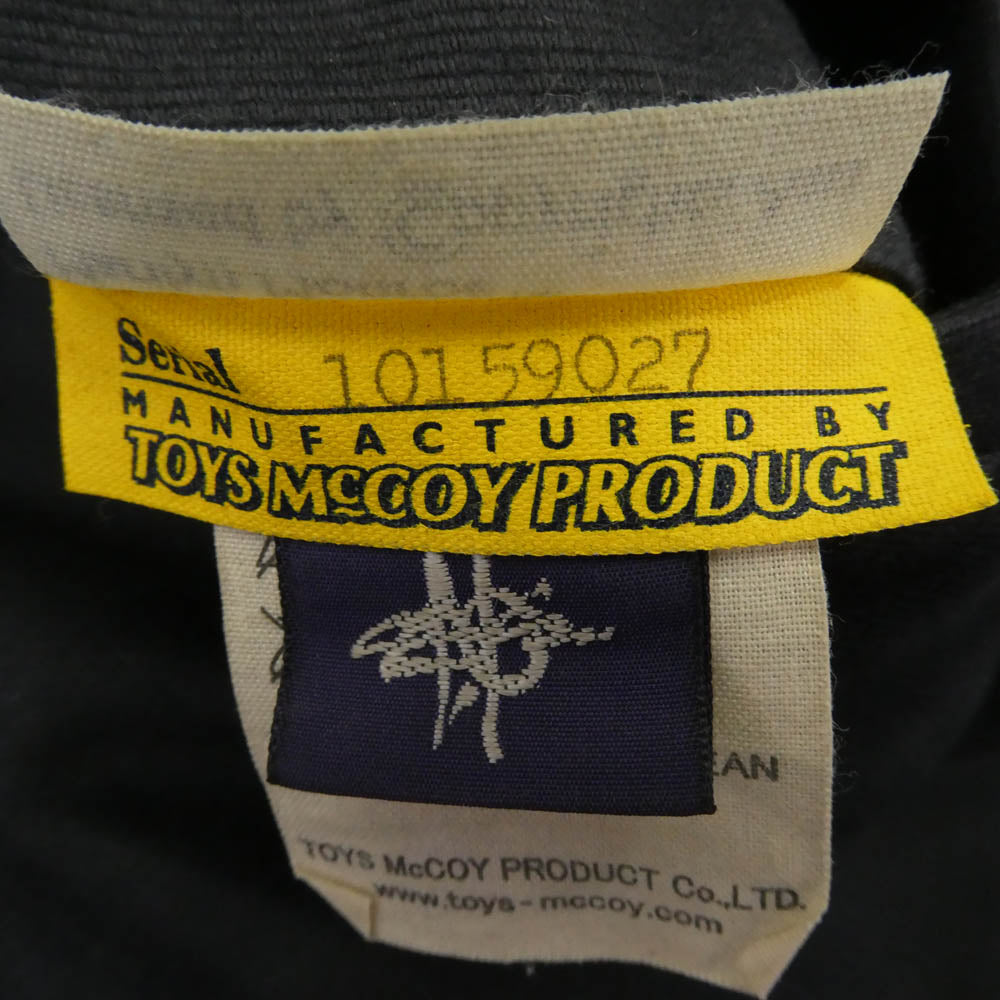 Serial 10159027
MANUFACTURED BY
TOYS McCOY PRODUCT
EAN
TOYS McCOY PRODUCT Co.,LTD.
www.toys-mccoy.com